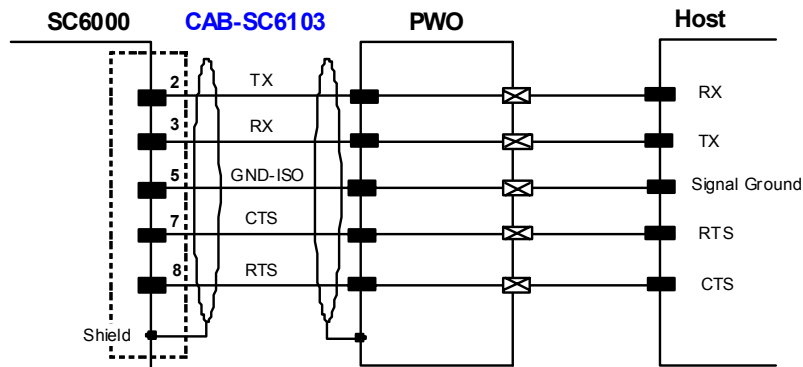 SC6000 CAB-SC6103 PWO Host
2 TX RX
3 RX TX
5 GND-ISO Signal Ground
7 CTS RTS
8 RTS CTS
Shield